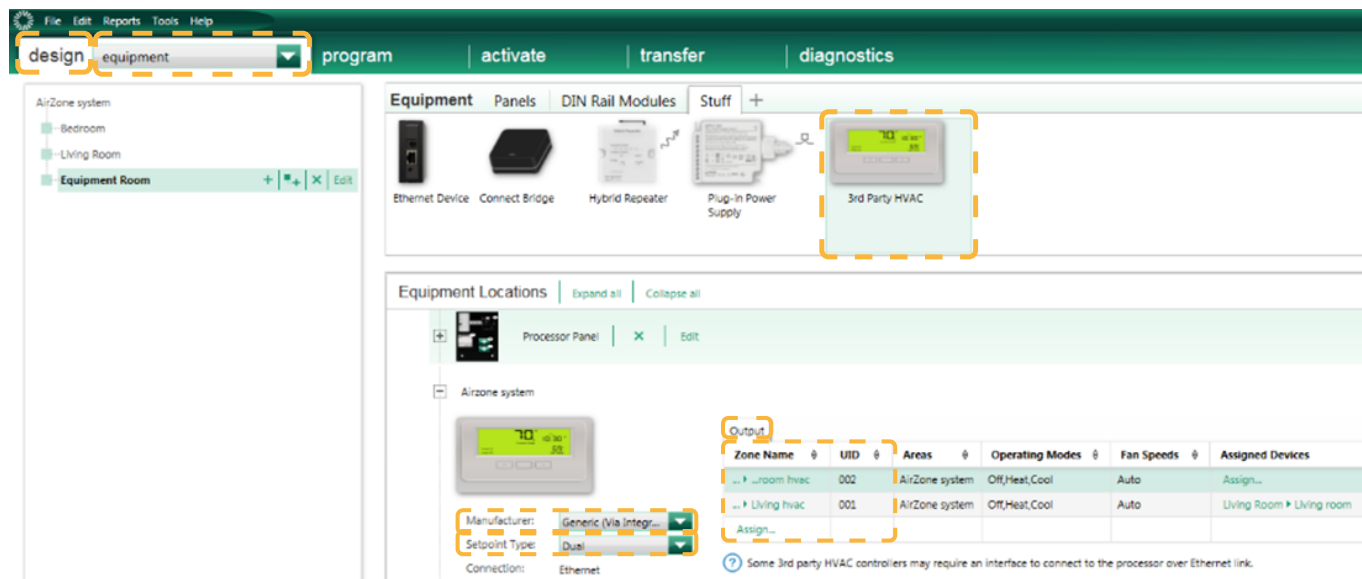 File Edit Reports Tools Help
design equipment program activate transfer diagnostics
AirZone system
Bedroom
Living Room
Equipment Room + × Edit
Equipment Panels DIN Rail Modules Stuff +
Ethernet Device Connect Bridge Hybrid Repeater Plug-In Power Supply 3rd Party HVAC
Equipment Locations Expand all Collapse all
Processor Panel × Edit
Airzone system
70
Manufacturer: Generic (Via Integr...
Setpoint Type: Dual
Connection: Ethernet
Output
Zone Name UID Areas Operating Modes Fan Speeds Assigned Devices
... ...room hvac 002 AirZone system Off,Heat,Cool Auto Assign...
... Living hvac 001 AirZone system Off,Heat,Cool Auto Living Room Living room
Assign...
? Some 3rd party HVAC controllers may require an interface to connect to the processor over Ethernet link.